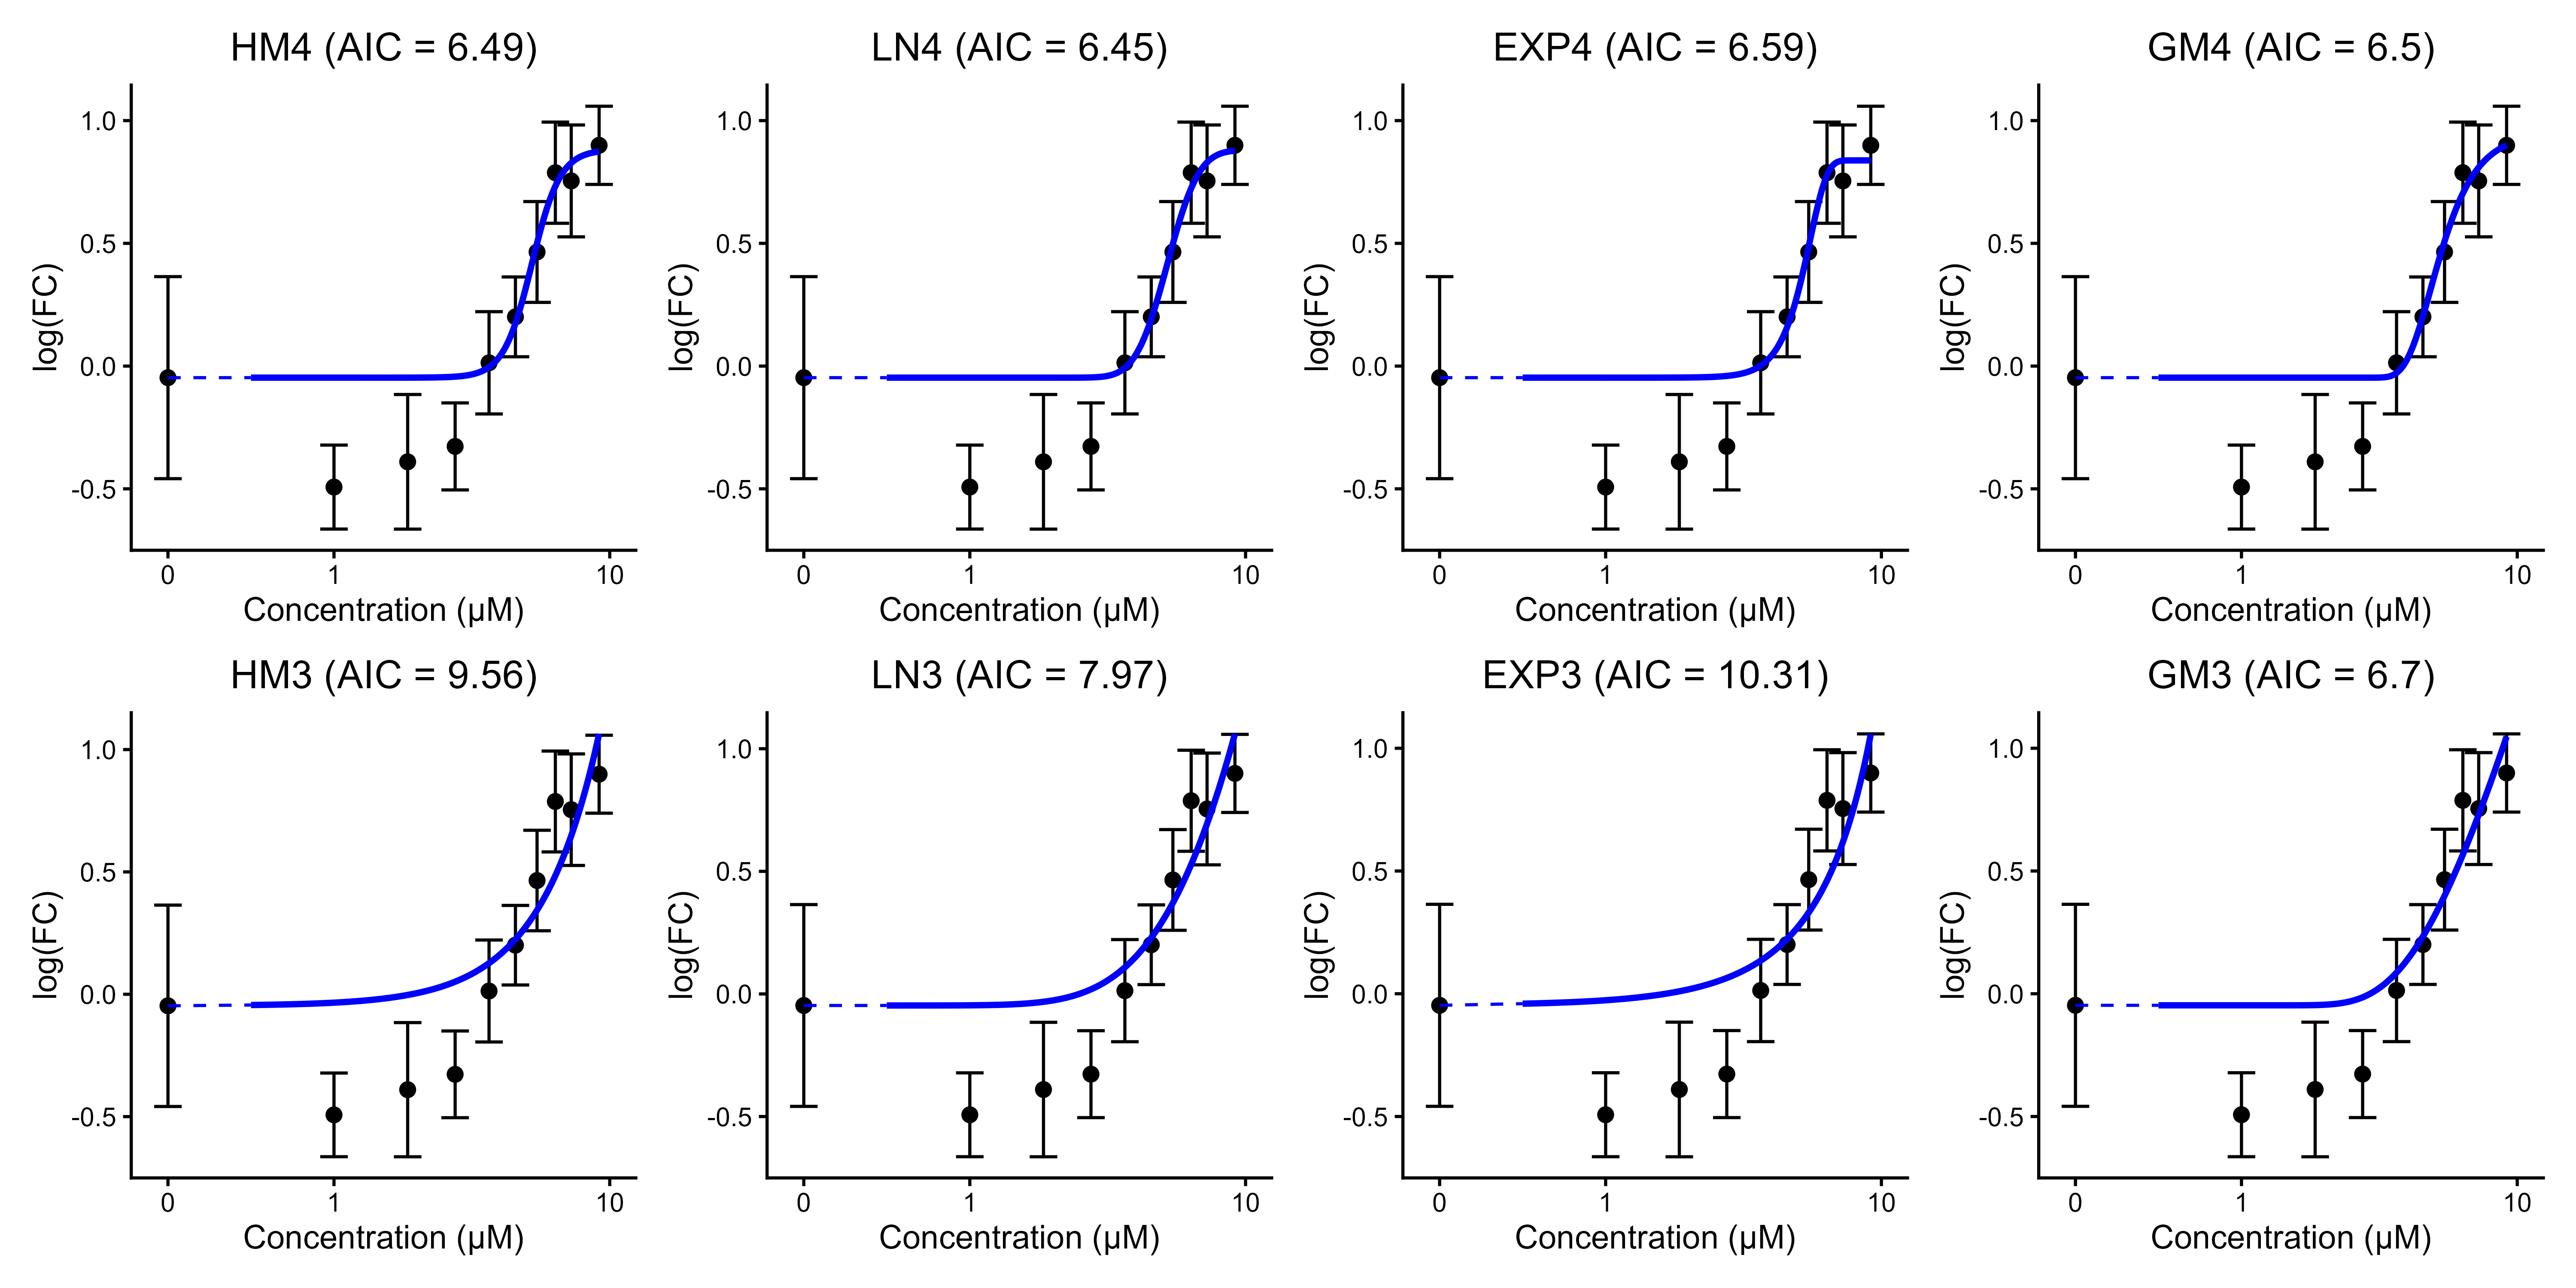 HM4 (AIC = 6.49)
LN4 (AIC = 6.45)
EXP4 (AIC = 6.59)
GM4 (AIC = 6.5)
log(FC)
1.0
0.5
0.0
-0.5
0
1
10
Concentration (µM)
log(FC)
1.0
0.5
0.0
-0.5
0
1
10
Concentration (µM)
log(FC)
1.0
0.5
0.0
-0.5
0
1
10
Concentration (µM)
log(FC)
1.0
0.5
0.0
-0.5
0
1
10
Concentration (µM)
HM3 (AIC = 9.56)
LN3 (AIC = 7.97)
EXP3 (AIC = 10.31)
GM3 (AIC = 6.7)
log(FC)
1.0
0.5
0.0
-0.5
0
1
10
Concentration (µM)
log(FC)
1.0
0.5
0.0
-0.5
0
1
10
Concentration (µM)
log(FC)
1.0
0.5
0.0
-0.5
0
1
10
Concentration (µM)
log(FC)
1.0
0.5
0.0
-0.5
0
1
10
Concentration (µM)